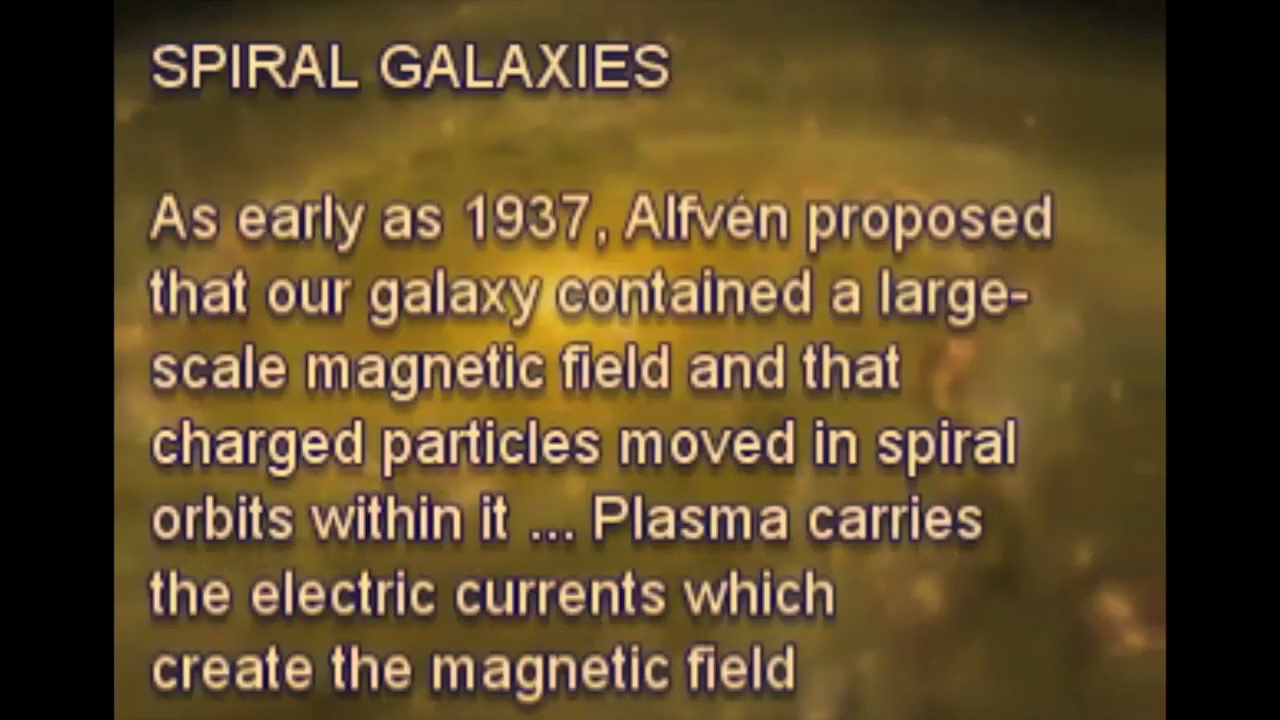 SPIRAL GALAXIES
As early as 1937, Alfvén proposed
that our galaxy contained a large-
scale magnetic field and that
charged particles moved in spiral
orbits within it ... Plasma carries
the electric currents which
create the magnetic field